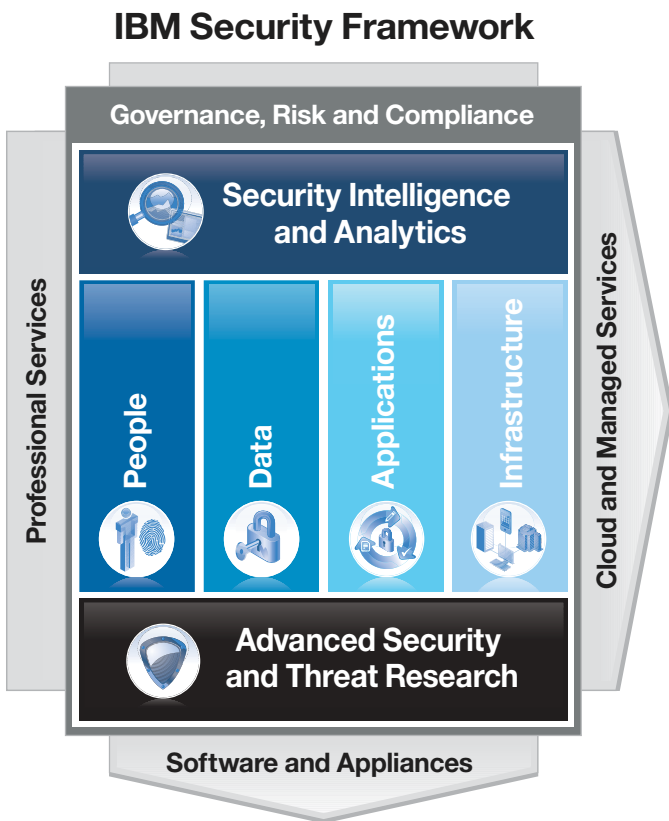 IBM Security Framework
Governance, Risk and Compliance
Security Intelligence
and Analytics
Professional Services
People
Data
Applications
Infrastructure
Cloud and Managed Services
Advanced Security
and Threat Research
Software and Appliances